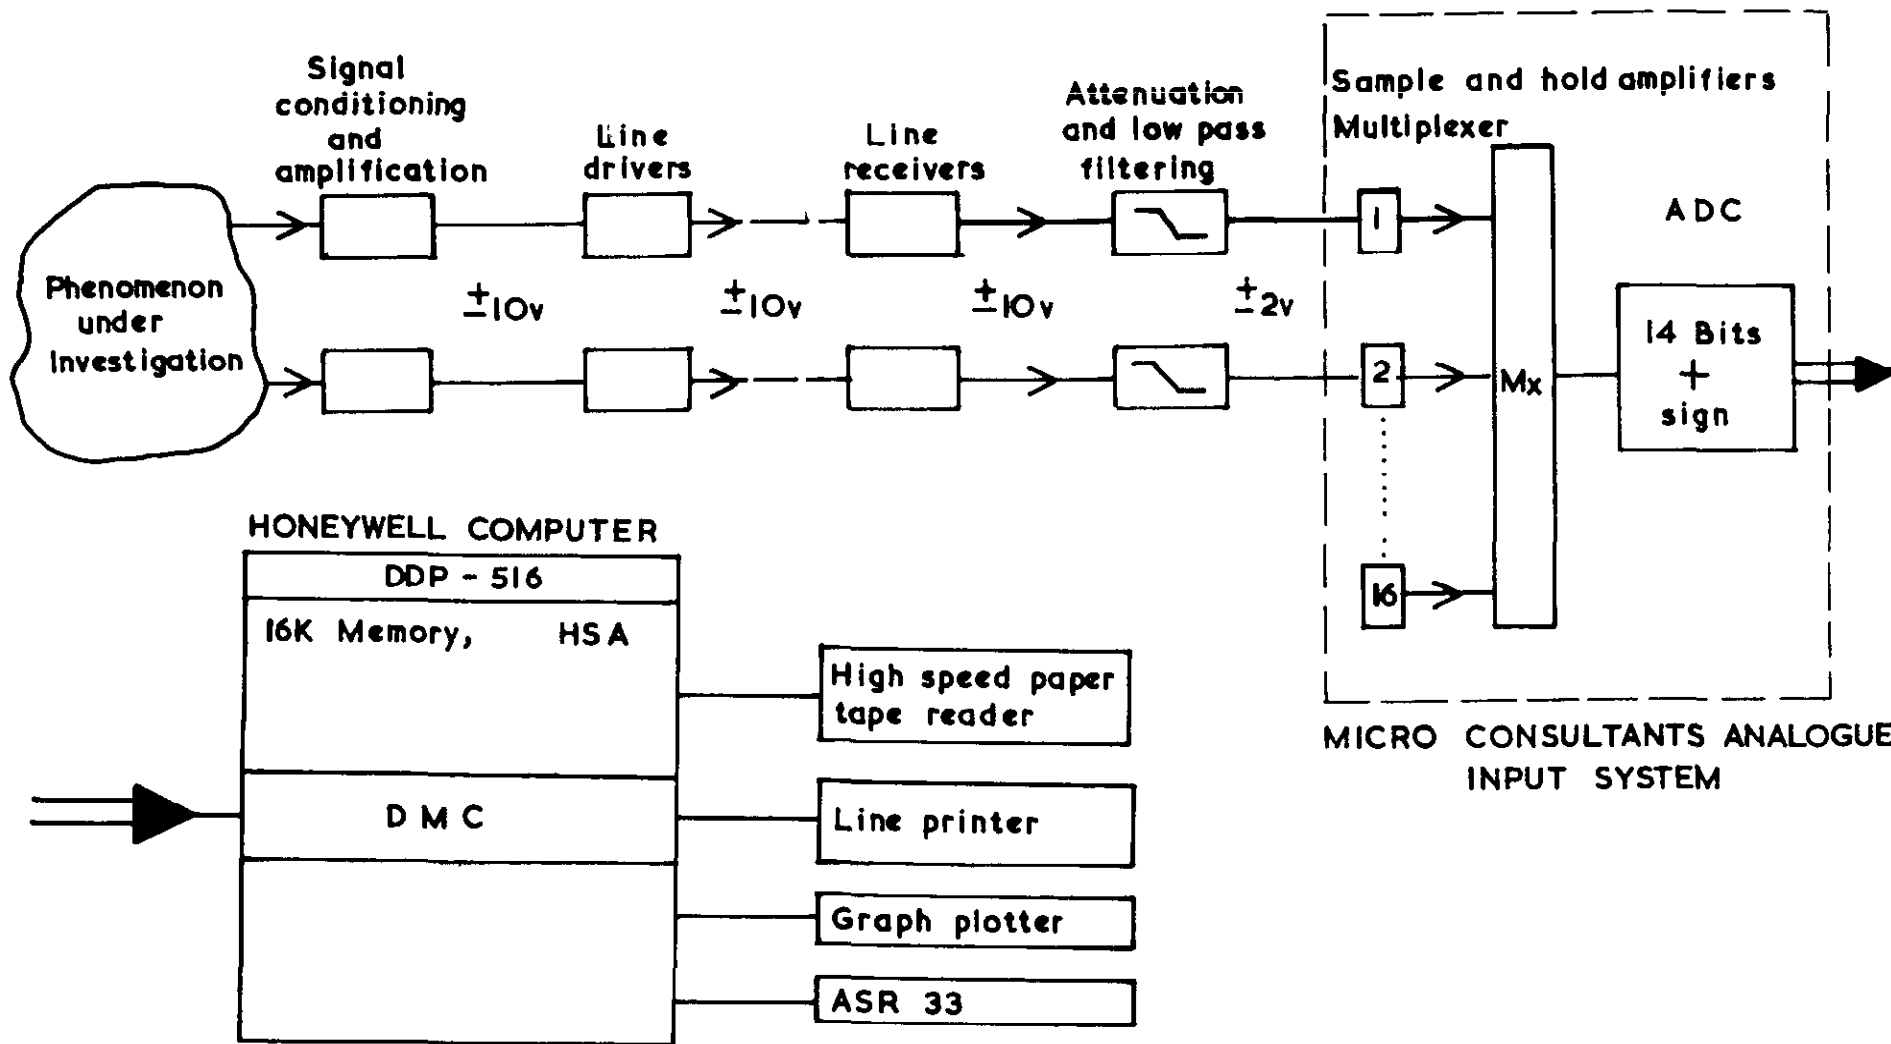 Signal
conditioning
and
amplification
Line
drivers
Line
receivers
Attenuation
and low pass
filtering
Sample and hold amplifiers
Multiplexer
Phenomenon
under
Investigation
±10v
±10v
±10v
±2v
1
2
16
Mx
ADC
14 Bits
+
sign
MICRO CONSULTANTS ANALOGUE
INPUT SYSTEM
HONEYWELL COMPUTER
DDP - 516
16K Memory, HSA
DMC
High speed paper
tape reader
Line printer
Graph plotter
ASR 33